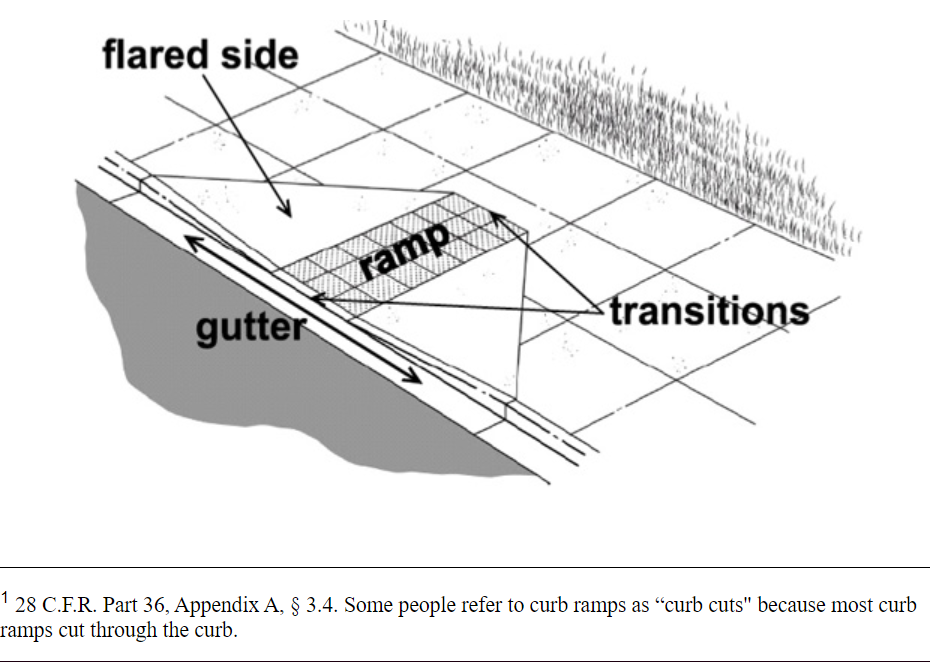 flared side
ramp
transitions
gutter
1 28 C.F.R. Part 36, Appendix A, § 3.4. Some people refer to curb ramps as “curb cuts" because most curb
ramps cut through the curb.